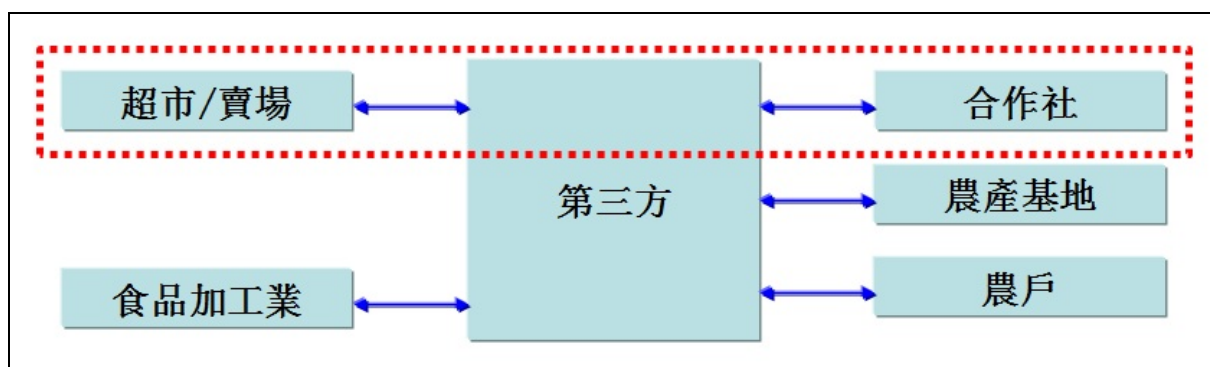 超市/賣場
合作社
第三方
農產基地
食品加工業
農戶